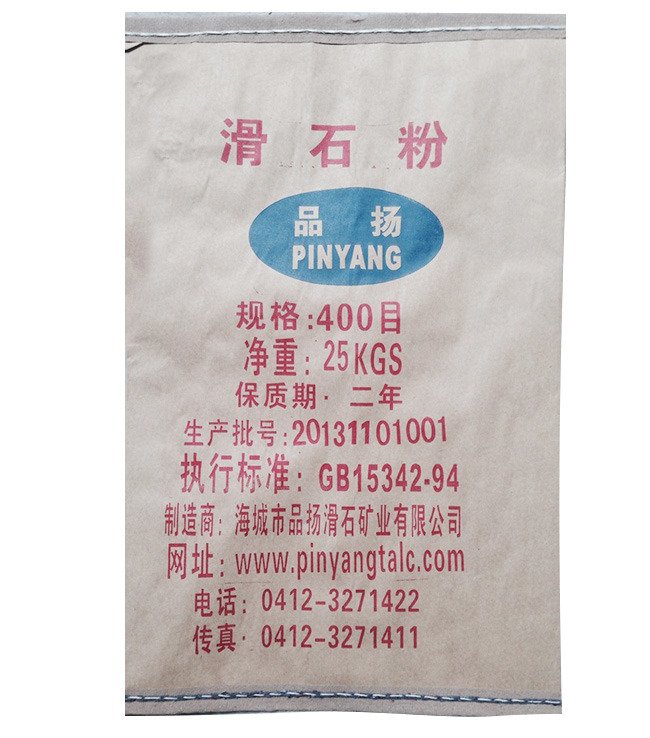 滑石粉
品扬
PINYANG
规格:400目
净重: 25KGS
保质期· 二年
生产批号:20131101001
执行标准: GB15342-94
制造商: 海城市品扬滑石矿业有限公司
网址: www.pinyangtalc.com
电话: 0412-3271422
传真· 0412-3271411